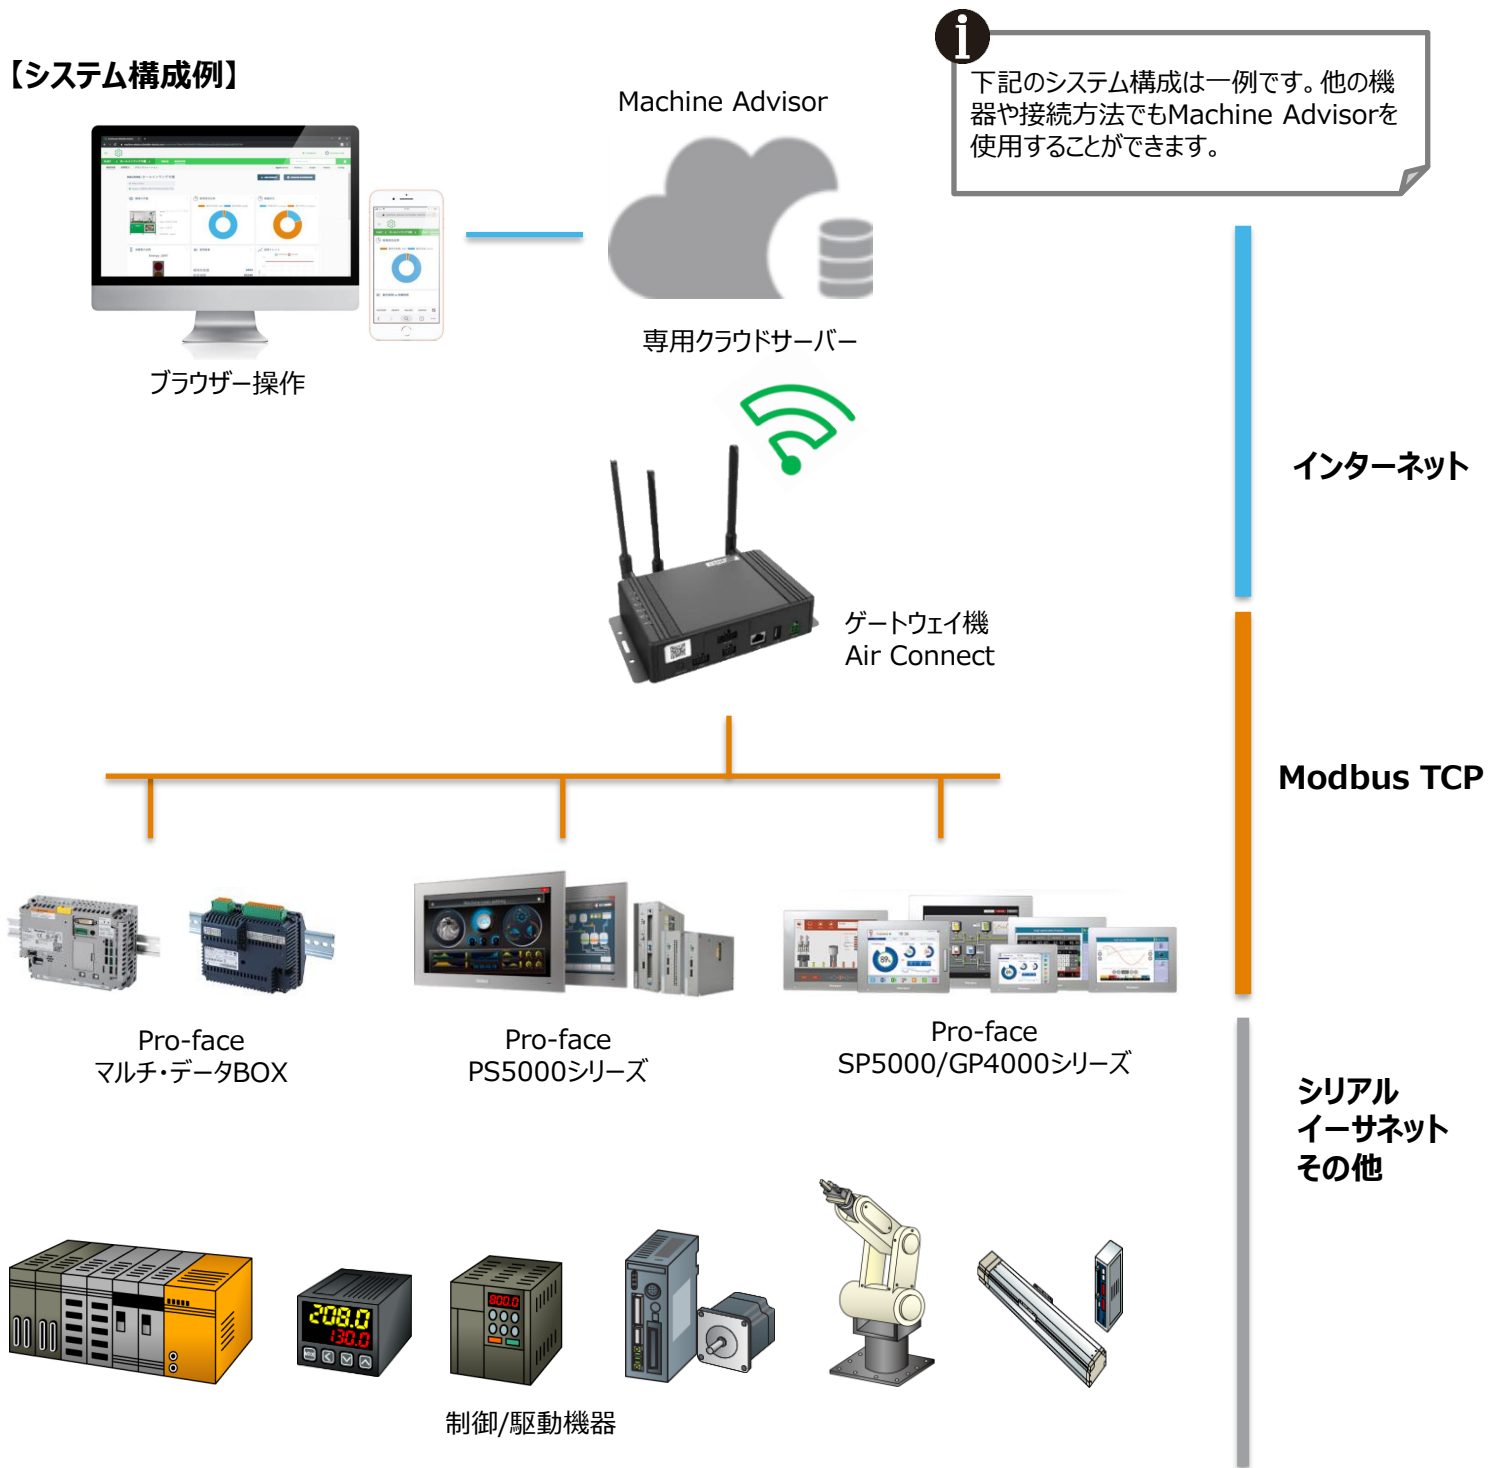 【システム構成例】
下記のシステム構成は一例です。他の機
器や接続方法でもMachine Advisorを
使用することができます。
Machine Advisor
専用クラウドサーバー
ブラウザー操作
インターネット
ゲートウェイ機
Air Connect
Modbus TCP
89%
Pro-face
マルチ・データBOX
Pro-face
PS5000シリーズ
Pro-face
SP5000/GP4000シリーズ
シリアル
イーサネット
その他
208.0
130.0
800.0
制御/駆動機器